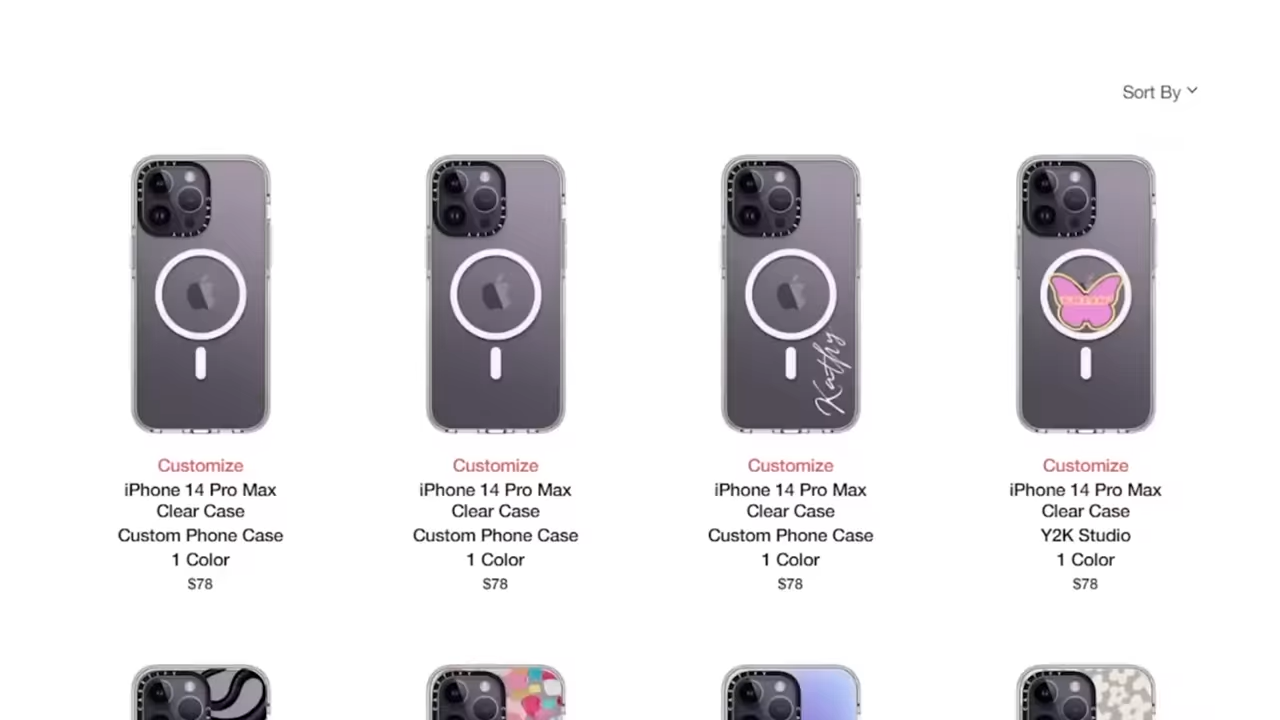 Sort By
Kathy
Customize
iPhone 14 Pro Max
Clear Case
Custom Phone Case
1 Color
$78
Customize
iPhone 14 Pro Max
Clear Case
Custom Phone Case
1 Color
$78
Customize
iPhone 14 Pro Max
Clear Case
Custom Phone Case
1 Color
$78
Customize
iPhone 14 Pro Max
Clear Case
Y2K Studio
1 Color
$78